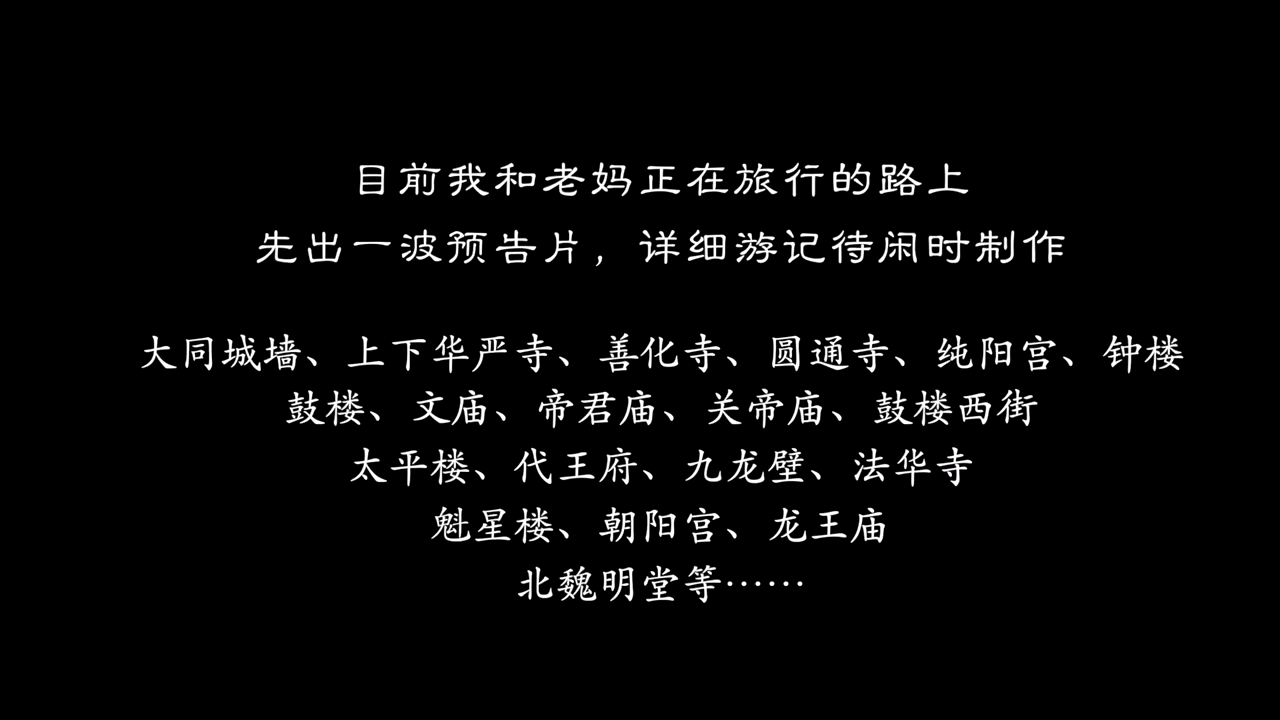 目前我和老妈正在旅行的路上
先出一波预告片，详细游记待闲时制作
大同城墙、上下华严寺、善化寺、圆通寺、纯阳宫、钟楼
鼓楼、文庙、帝君庙、关帝庙、鼓楼西街
太平楼、代王府、九龙壁、法华寺
魁星楼、朝阳宫、龙王庙
北魏明堂等……